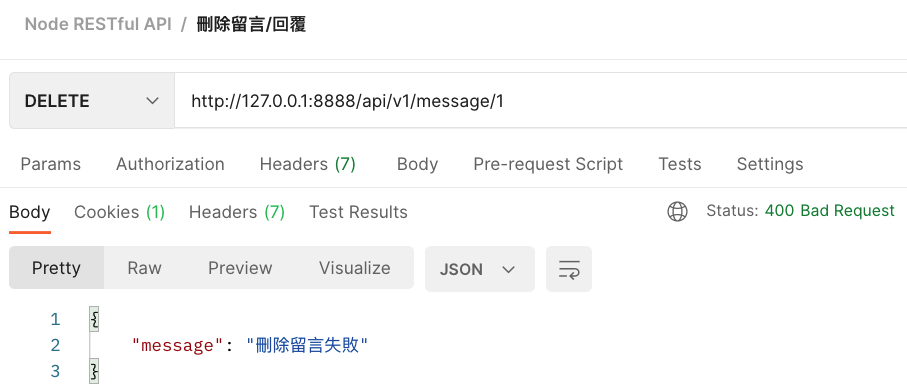 Node RESTful API / 刪除留言/回覆
DELETE http://127.0.0.1:8888/api/v1/message/1
Params Authorization Headers (7) Body Pre-request Script Tests Settings
Body Cookies (1) Headers (7) Test Results Status: 400 Bad Request
Pretty Raw Preview Visualize JSON
1 {
2 "message": "刪除留言失敗"
3 }